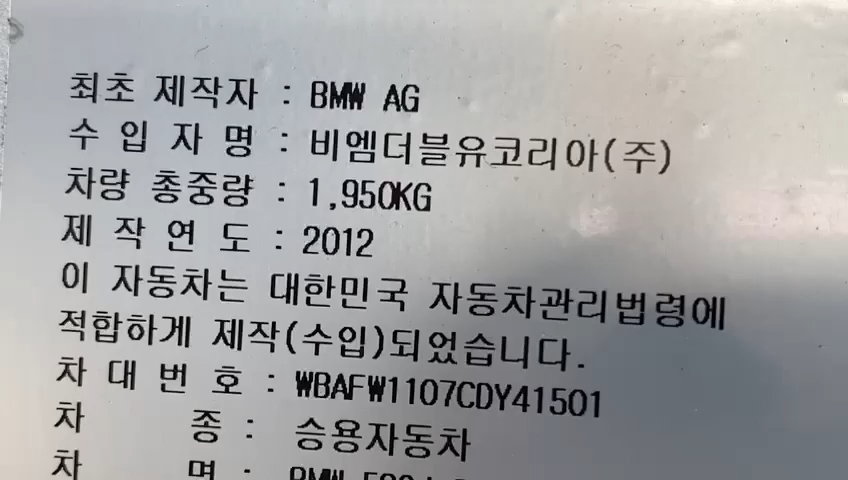 최초 제작자 : BMW AG
수 입 자 명 : 비엠더블유코리아(주)
차량 총중량 : 1,950KG
제 작 연 도 : 2012
이 자동차는 대한민국 자동차관리법령에
적합하게 제작(수입)되었습니다.
차 대 번 호 : WBAFW1107CDY41501
차 종 : 승용자동차
차 명 : BMW